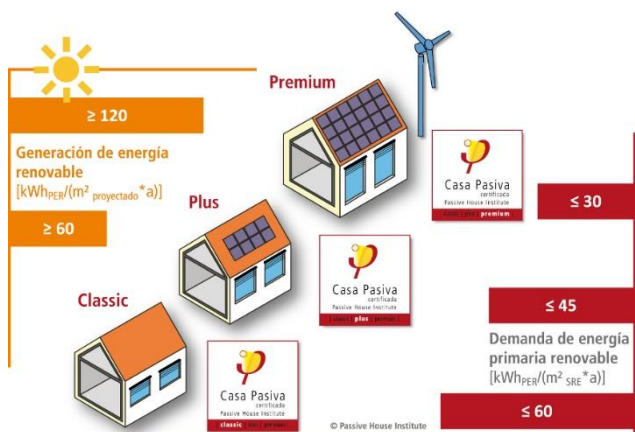 Premium
≥ 120
Generación de energía
renovable
[kWhPER/(m² proyectado*a)]
≥ 60
Plus
Classic
Casa Pasiva
certificada
Passive House Institute
premium
≤ 30
Casa Pasiva
certificada
Passive House Institute
plus
≤ 45
Demanda de energía
primaria renovable
[kWhPER/(m² SRE*a)]
Casa Pasiva
certificada
Passive House Institute
classic
≤ 60
© Passive House Institute